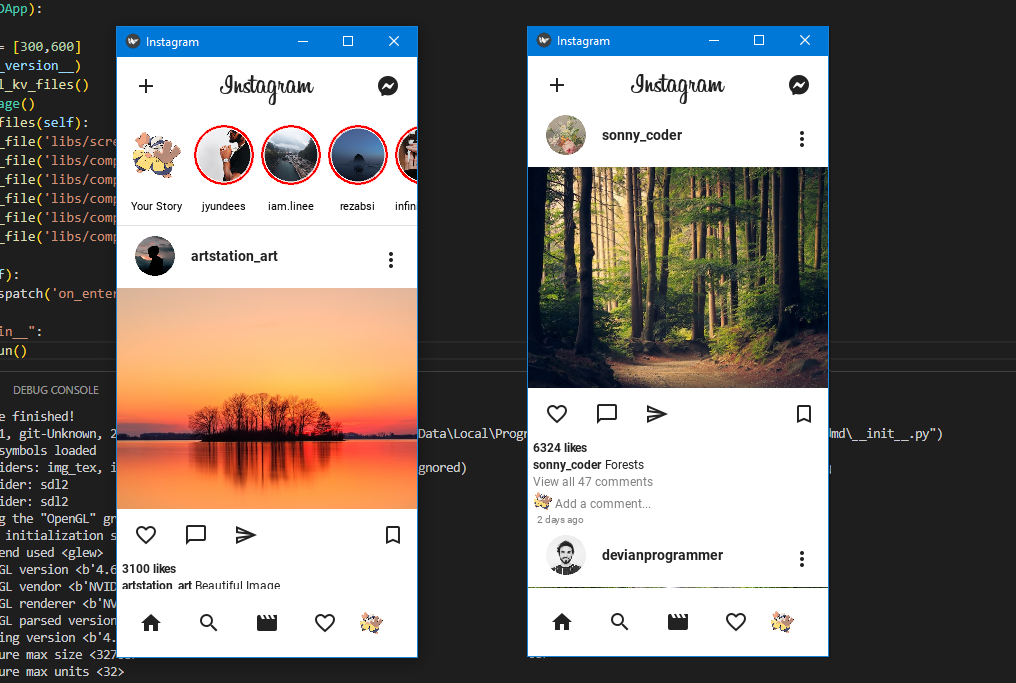 DApp):
= [300,600]
_version__)
l_kv_files()
age()
files(self):
_file('libs/scre
_file('libs/comp
_file('libs/comp
_file('libs/comp
_file('libs/comp
_file('libs/comp
f):
spatch('on_enter
in__":
un()
DEBUG CONSOLE
e finished!
1, git-Unknown, 2
Data\Local\Progr
md\__init__.py")
symbols loaded
iders: img_tex, i
gnored)
ider: sdl2
ider: sdl2
g the "OpenGL" gr
initialization s
end used <glew>
GL version <b'4.6
GL vendor <b'NVID
GL renderer <b'NV
GL parsed version
ing version <b'4.
ure max size <327
ure max units <32>
Instagram
Instagram
Your Story
jyundees
iam.linee
rezabsi
infin
artstation_art
3100 likes
artstation_art Beautiful Image
Instagram
Instagram
sonny_coder
6324 likes
sonny_coder Forests
View all 47 comments
Add a comment...
2 days ago
devianprogrammer